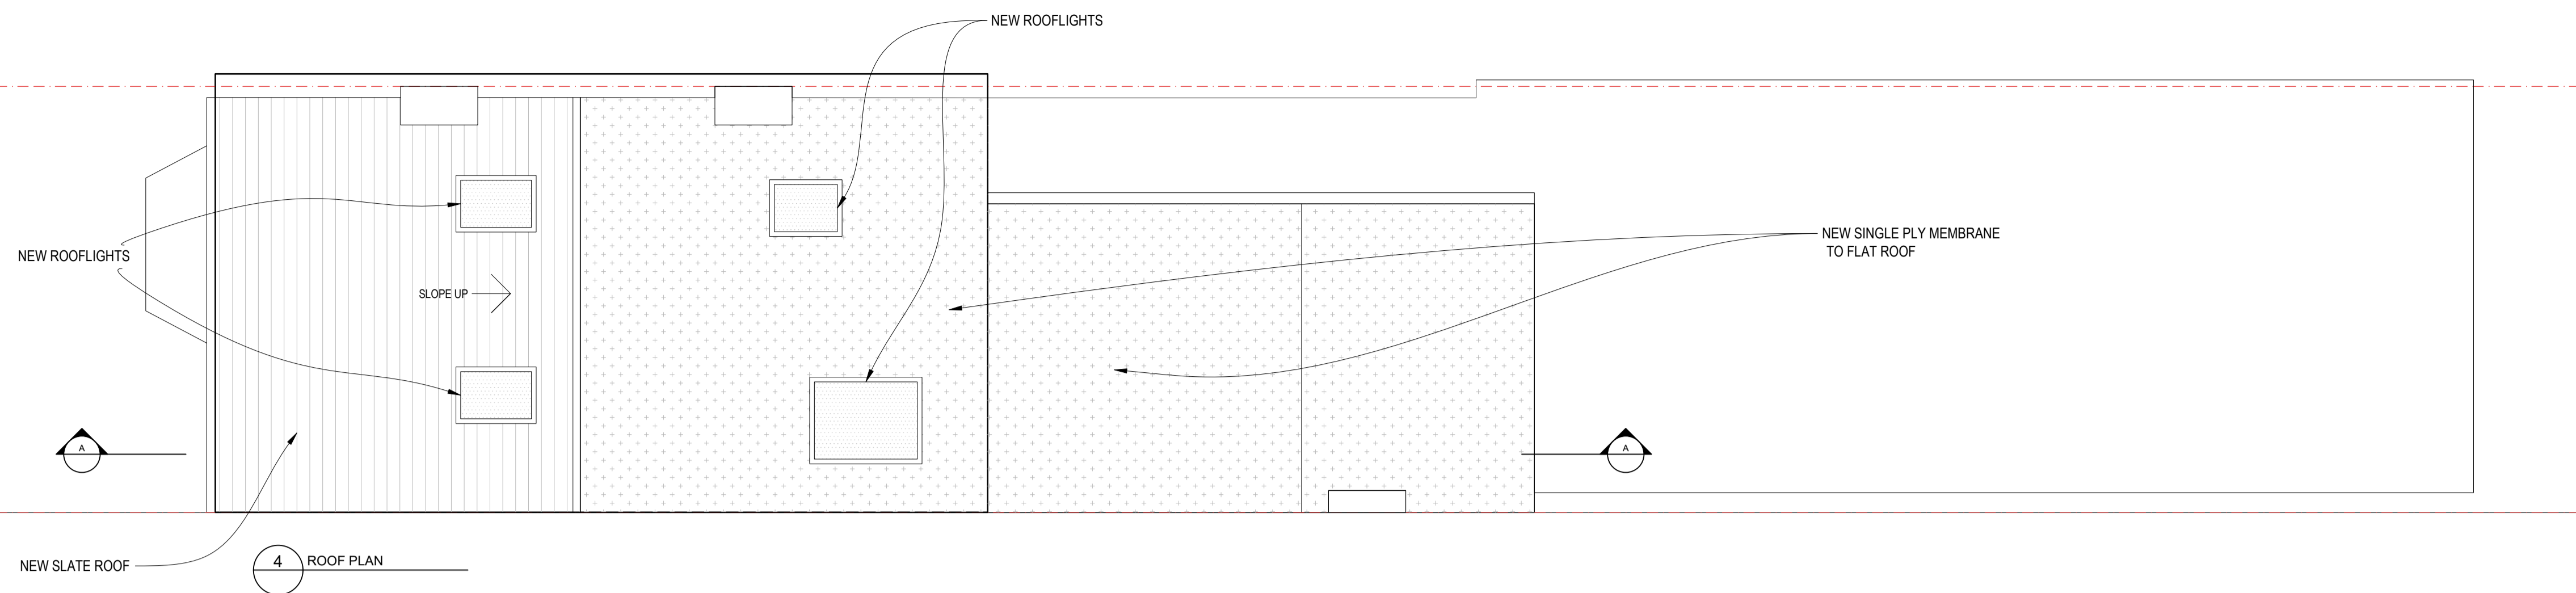 NEW ROOFLIGHTS
NEW SINGLE PLY MEMBRANE
TO FLAT ROOF
NEW ROOFLIGHTS
SLOPE UP
A
A
NEW SLATE ROOF
4
ROOF PLAN